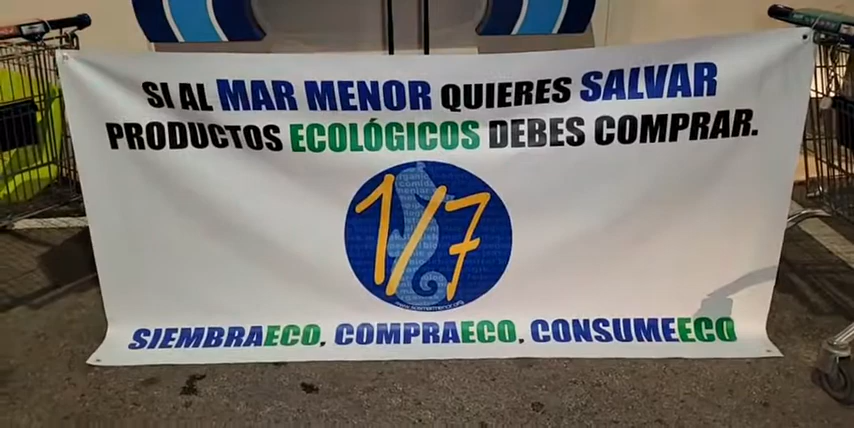 SI AL MAR MENOR QUIERES SALVAR
PRODUCTOS ECOLÓGICOS DEBES COMPRAR.
1/7
SIEMBRAECO, COMPRAECO, CONSUMEECO